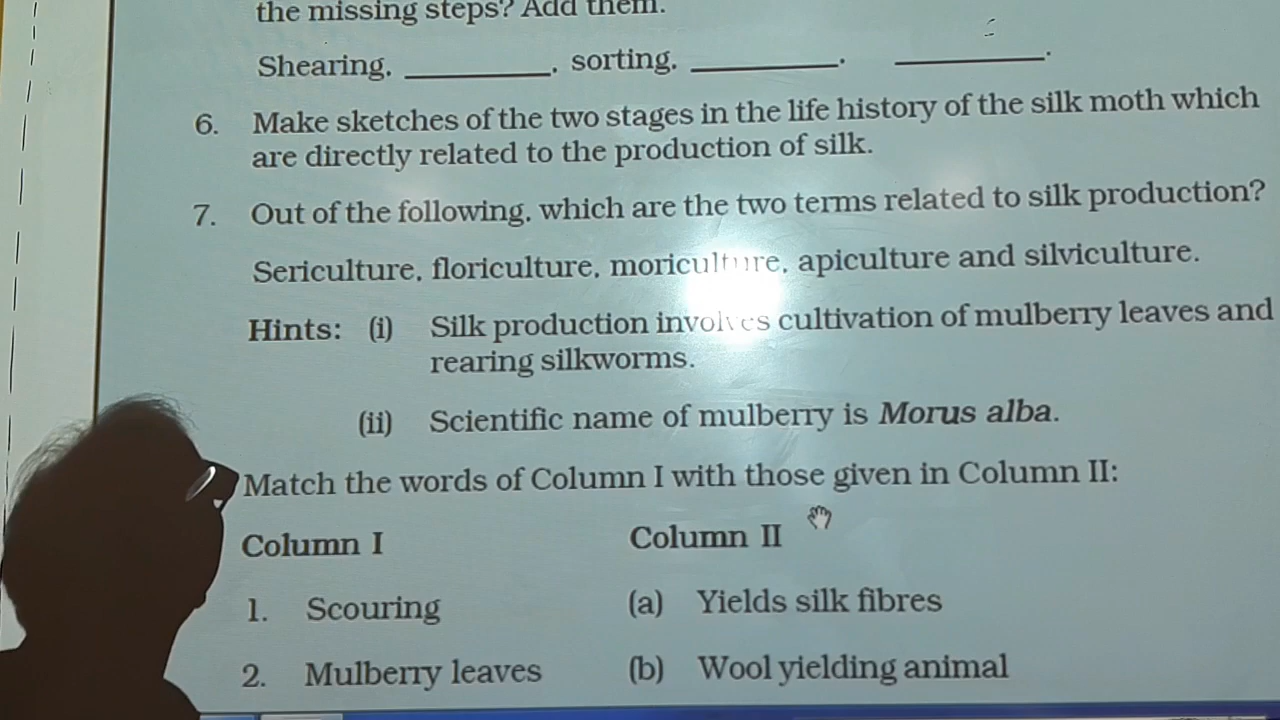 the missing steps? Add them.
Shearing, __________, sorting, __________. __________.
6. Make sketches of the two stages in the life history of the silk moth which
are directly related to the production of silk.
7. Out of the following, which are the two terms related to silk production?
Sericulture, floriculture, moriculture, apiculture and silviculture.
Hints: (i) Silk production involves cultivation of mulberry leaves and
rearing silkworms.
(ii) Scientific name of mulberry is Morus alba.
Match the words of Column I with those given in Column II:
Column I Column II
1. Scouring (a) Yields silk fibres
2. Mulberry leaves (b) Wool yielding animal